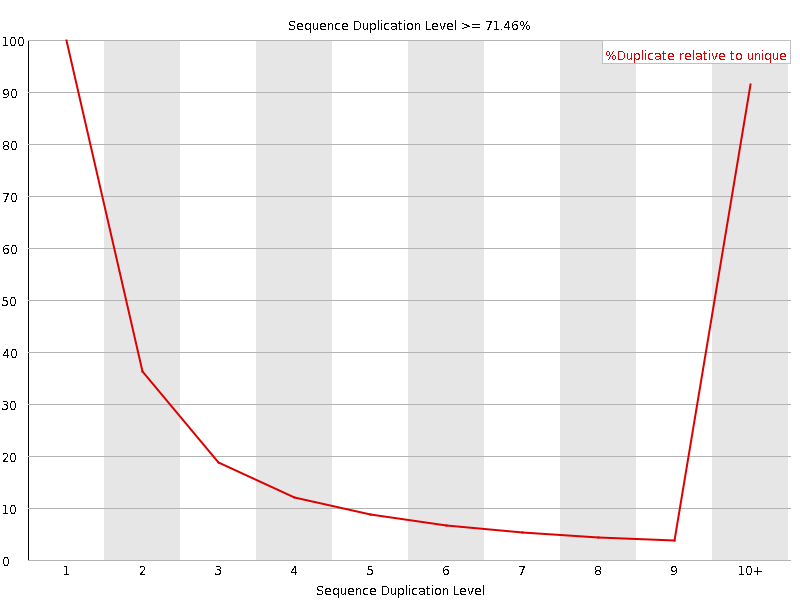 Sequence Duplication Level >= 71.46%
%Duplicate relative to unique
100
90
80
70
60
50
40
30
20
10
0
1 2 3 4 5 6 7 8 9 10+
Sequence Duplication Level